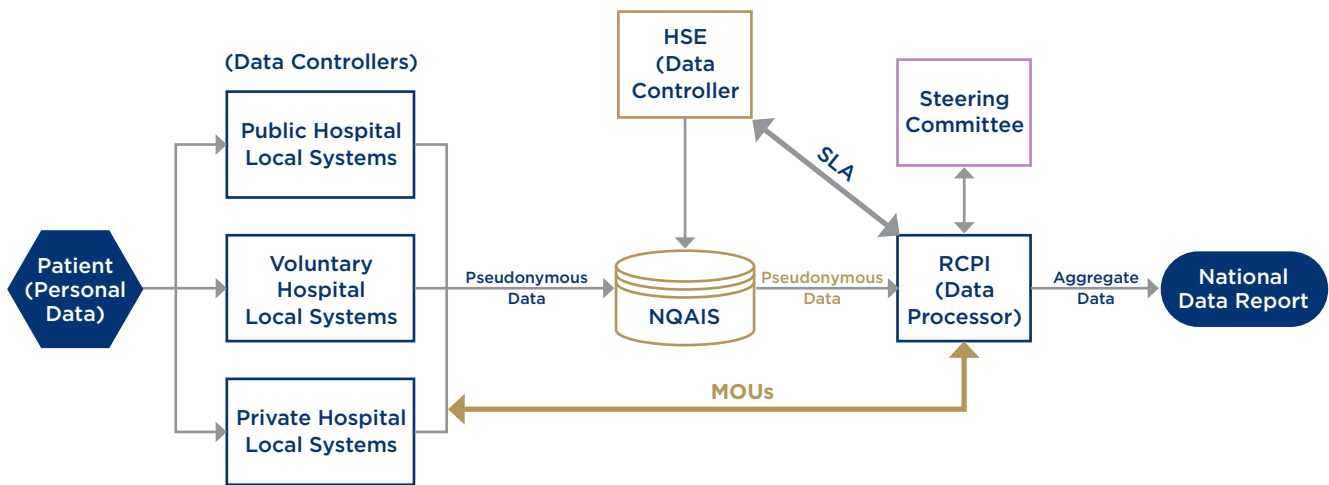 (Data Controllers)
Patient
(Personal
Data)
Public Hospital
Local Systems
Voluntary
Hospital
Local Systems
Private Hospital
Local Systems
Pseudonymous
Data
HSE
(Data
Controller
NQAIS
SLA
Pseudonymous
Data
MOUs
Steering
Committee
RCPI
(Data
Processor)
Aggregate
Data
National
Data Report